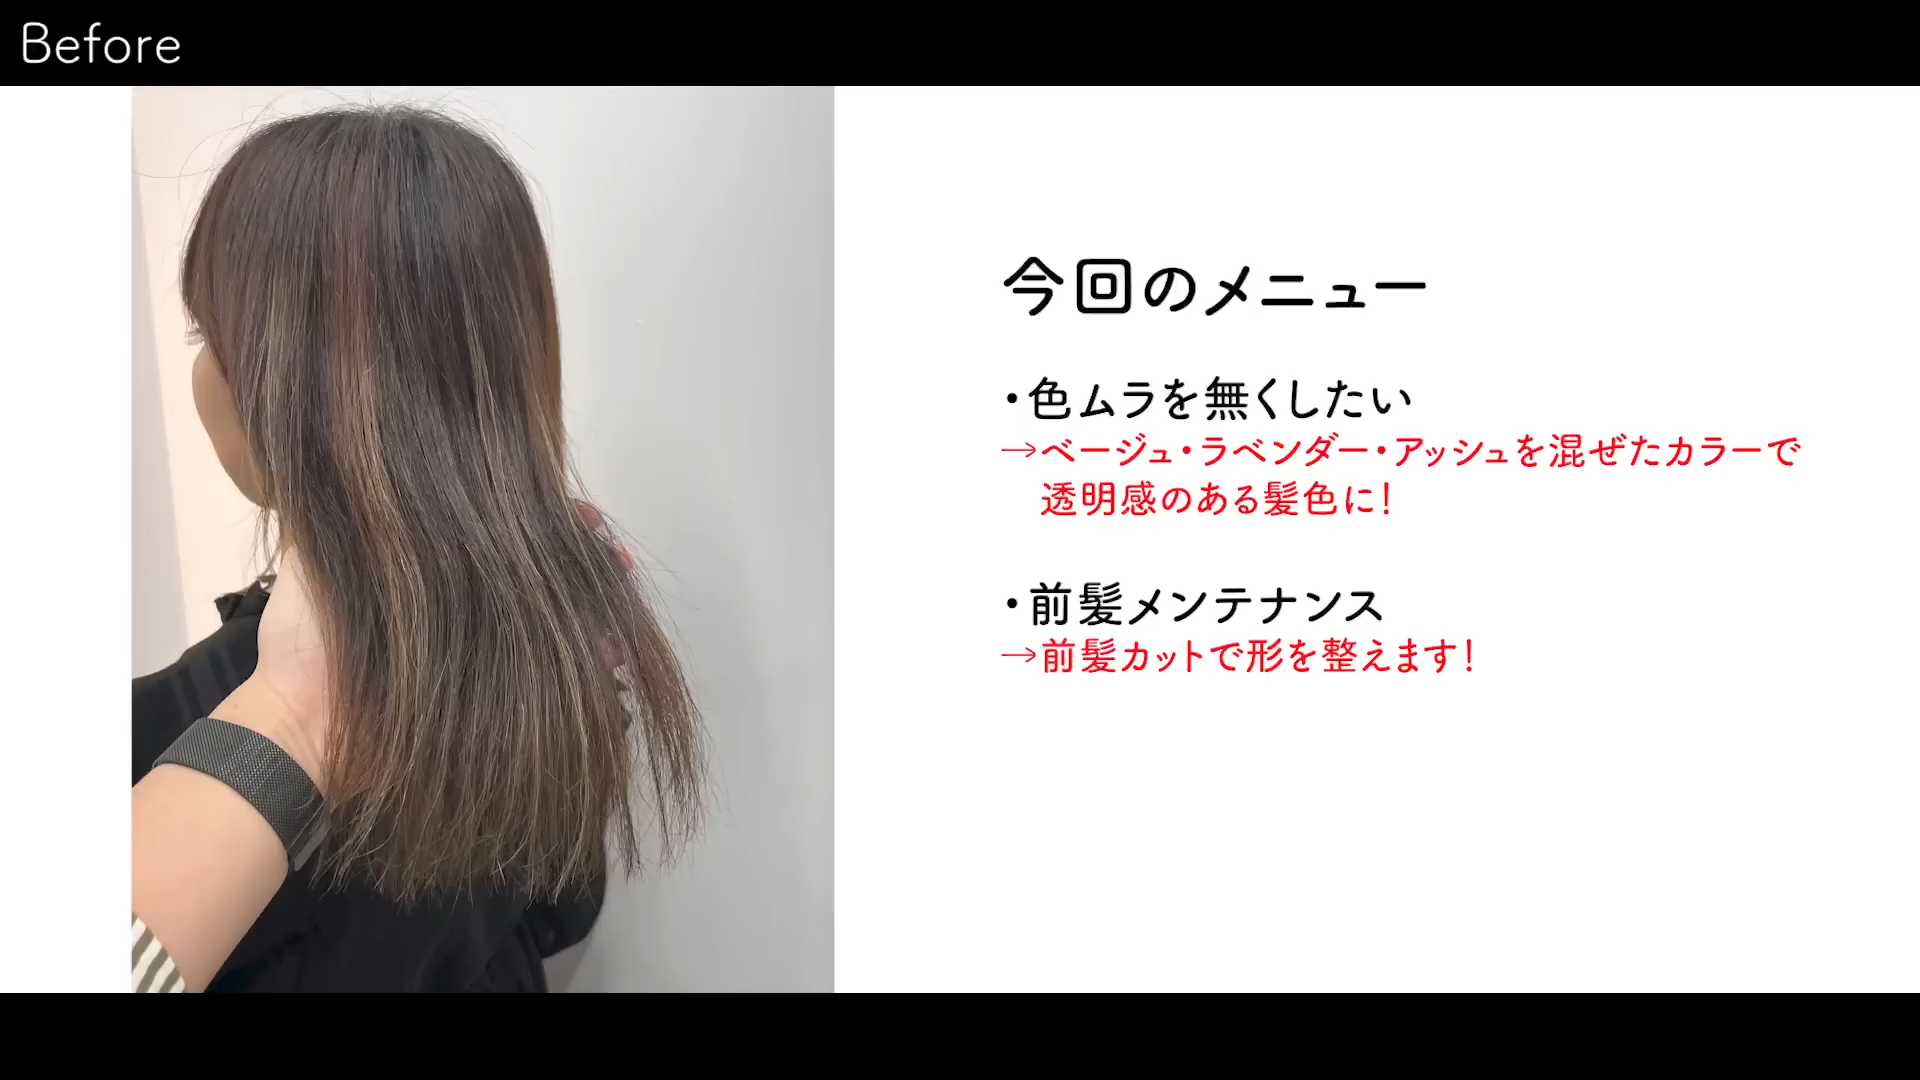 Before
今回のメニュー
・色ムラを無くしたい
→ベージュ・ラベンダー・アッシュを混ぜたカラーで
透明感のある髪色に!
・前髪メンテナンス
→前髪カットで形を整えます!